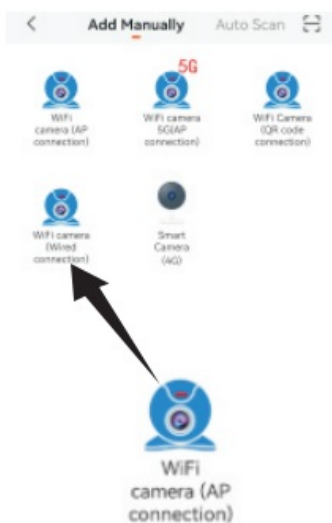 Add Manually Auto Scan
5G
WiFi WiFi camera WiFi Camera
camera (AP 5G(AP (QR code
connection) connection) connection)
WiFi camera Smart
(Wired Camera
connection) (4G)
WiFi
camera (AP
connection)